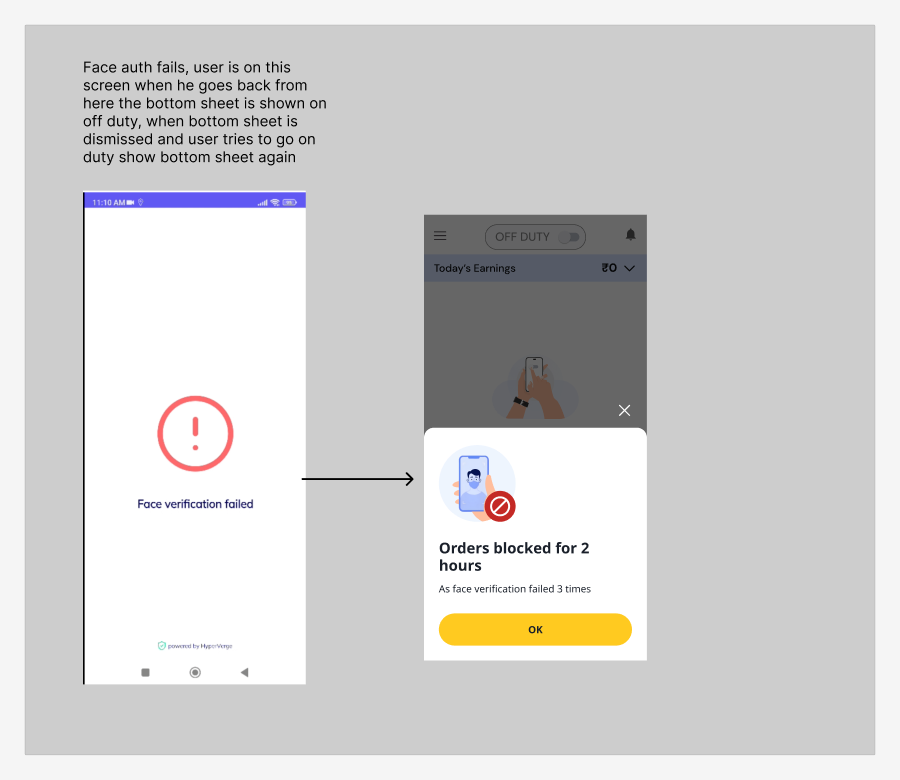 Face auth fails, user is on this
screen when he goes back from
here the bottom sheet is shown on
off duty, when bottom sheet is
dismissed and user tries to go on
duty show bottom sheet again
11:10 AM
Face verification failed
powered by HyperVerge
OFF DUTY
Today's Earnings ₹0
Orders blocked for 2
hours
As face verification failed 3 times
OK